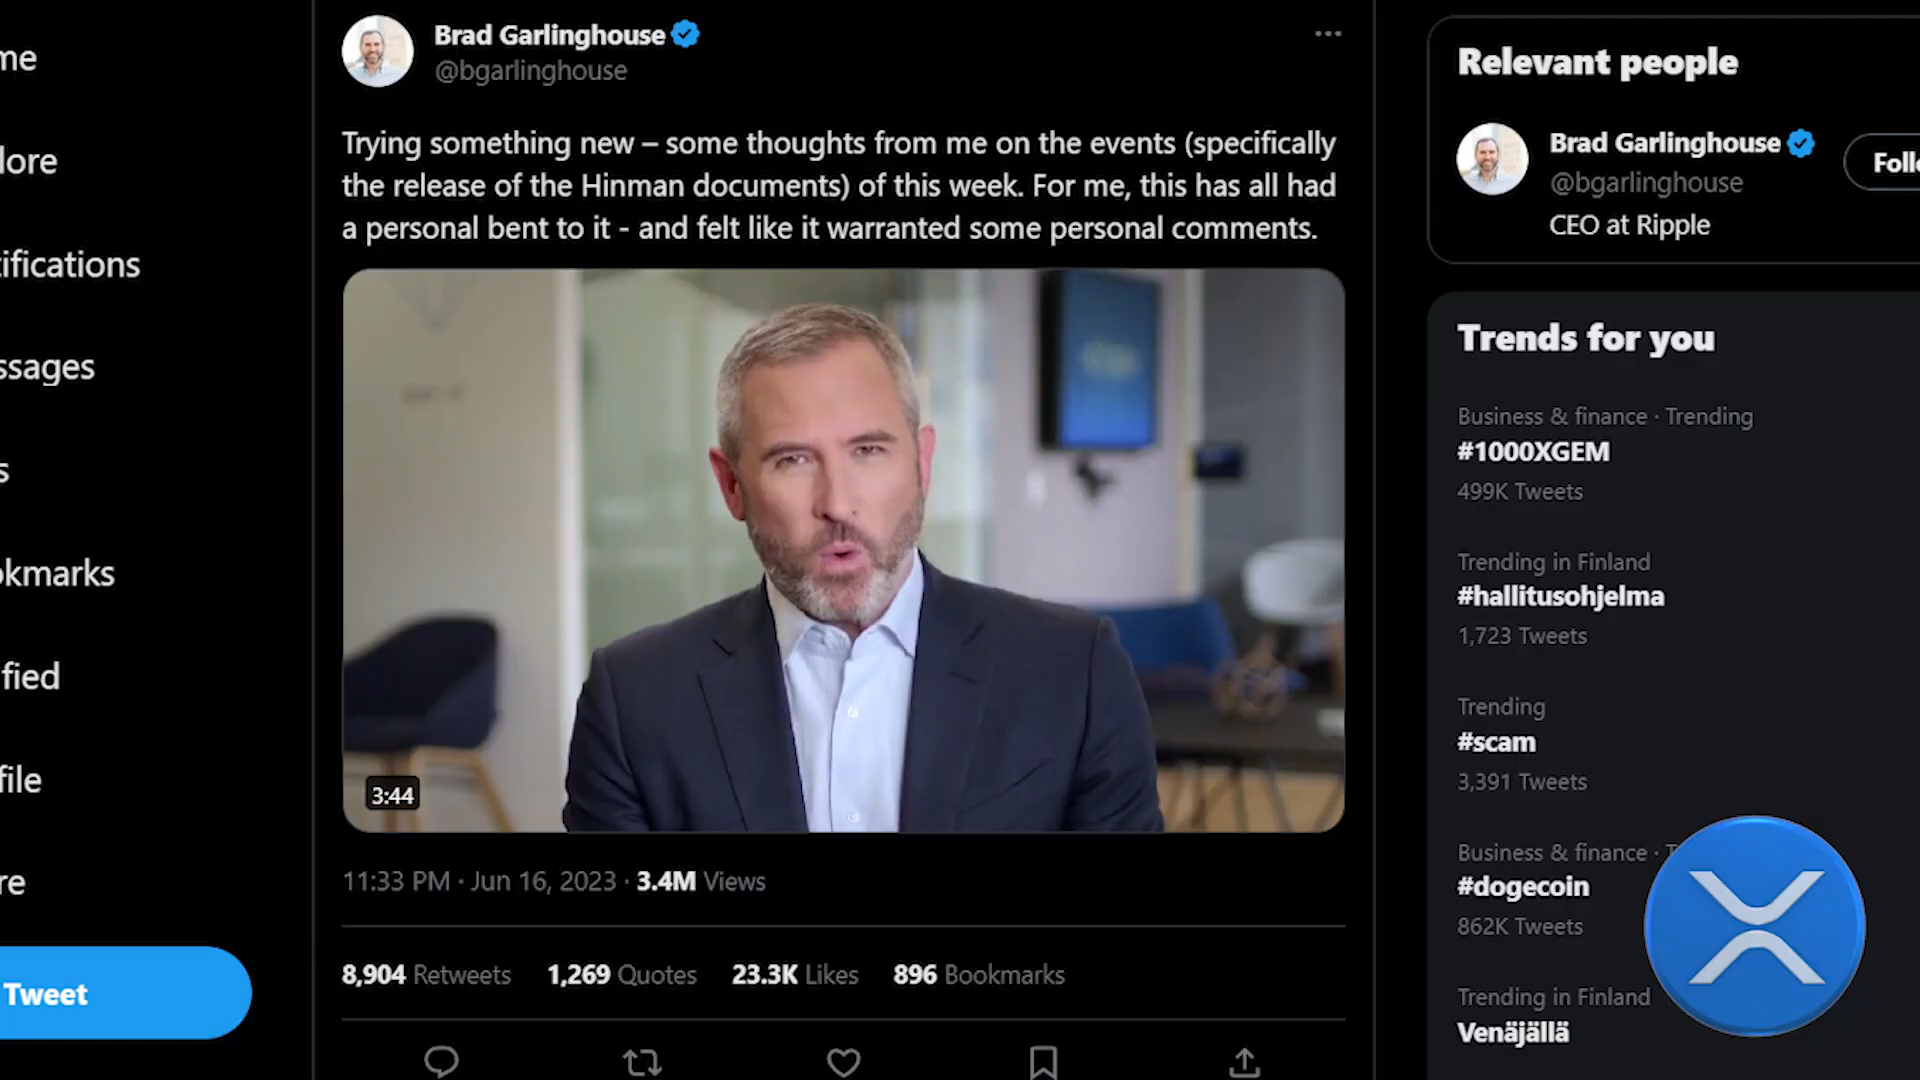 me
lore
tifications
ssages
s
okmarks
fied
file
re
Tweet
Brad Garlinghouse
@bgarlinghouse
Trying something new – some thoughts from me on the events (specifically
the release of the Hinman documents) of this week. For me, this has all had
a personal bent to it - and felt like it warranted some personal comments.
3:44
11:33 PM · Jun 16, 2023 · 3.4M Views
8,904 Retweets 1,269 Quotes 23.3K Likes 896 Bookmarks
Relevant people
Brad Garlinghouse
@bgarlinghouse
Foll
CEO at Ripple
Trends for you
Business & finance · Trending
#1000XGEM
499K Tweets
Trending in Finland
#hallitusohjelma
1,723 Tweets
Trending
#scam
3,391 Tweets
Business & finance · T
#dogecoin
862K Tweets
Trending in Finland
Venäjällä